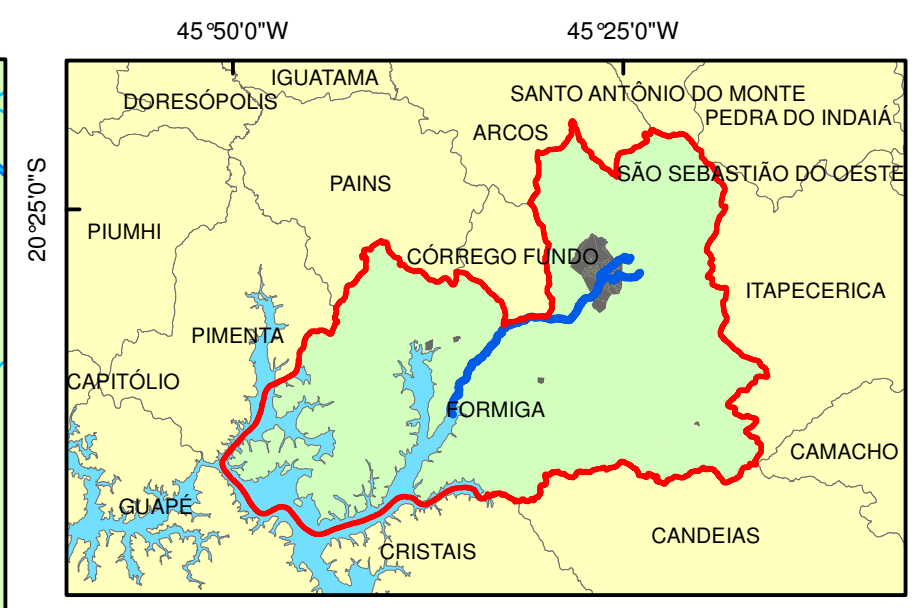 45°50'0"W
45°25'0"W
IGUATAMA
DORESÓPOLIS
SANTO ANTÔNIO DO MONTE
PEDRA DO INDAIÁ
ARCOS
SÃO SEBASTIÃO DO OESTE
PAINS
20°25'0"S
PIUMHI
CÓRREGO FUNDO
ITAPECERICA
PIMENTA
CAPITÓLIO
FORMIGA
CAMACHO
GUAPÉ
CANDEIAS
CRISTAIS